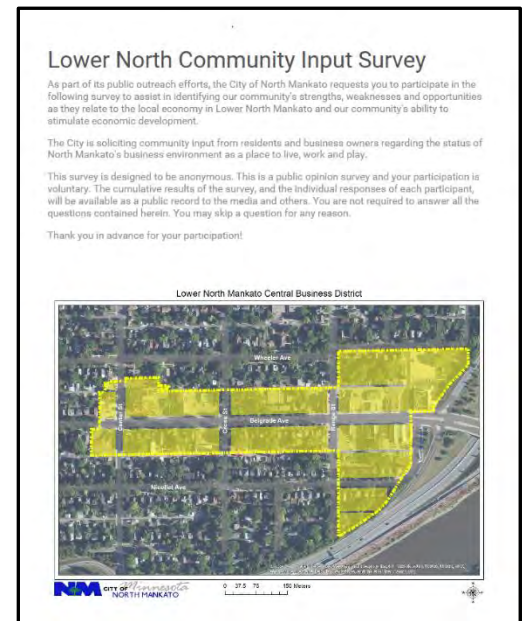 Lower North Community Input Survey
As part of its public outreach efforts, the City of North Mankato requests you to participate in the
following survey to assist in identifying our community's strengths, weaknesses and opportunities
as they relate to the local economy in Lower North Mankato and our community's ability to
stimulate economic development.
The City is soliciting community input from residents and business owners regarding the status of
North Mankato's business environment as a place to live, work and play.
This survey is designed to be anonymous. This is a public opinion survey and your participation is
voluntary. The cumulative results of the survey, and the individual responses of each participant,
will be available as a public record to the media and others. You are not required to answer all the
questions contained herein. You may skip a question for any reason.
Thank you in advance for your participation!
Lower North Mankato Central Business District
Wheeler Ave
Center St
Belgrade Ave
Range St
Nicollet Ave
NM CITY OF Minnesota
NORTH MANKATO
0 37.5 75 150 Meters